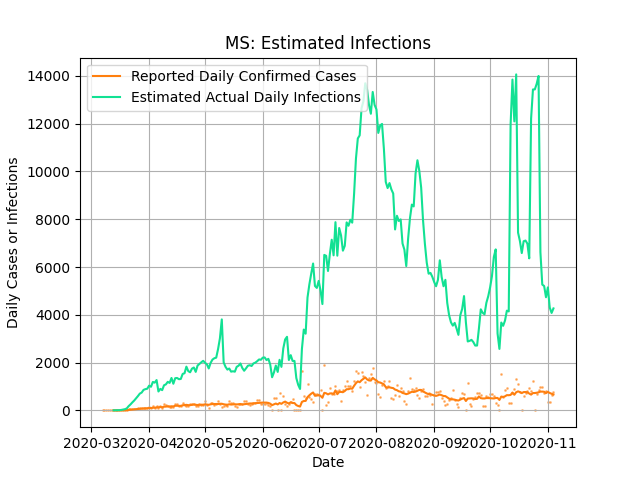 MS: Estimated Infections
Reported Daily Confirmed Cases
Estimated Actual Daily Infections
Daily Cases or Infections
14000
12000
10000
8000
6000
4000
2000
0
2020-03 2020-04 2020-05 2020-06 2020-07 2020-08 2020-09 2020-10 2020-11
Date